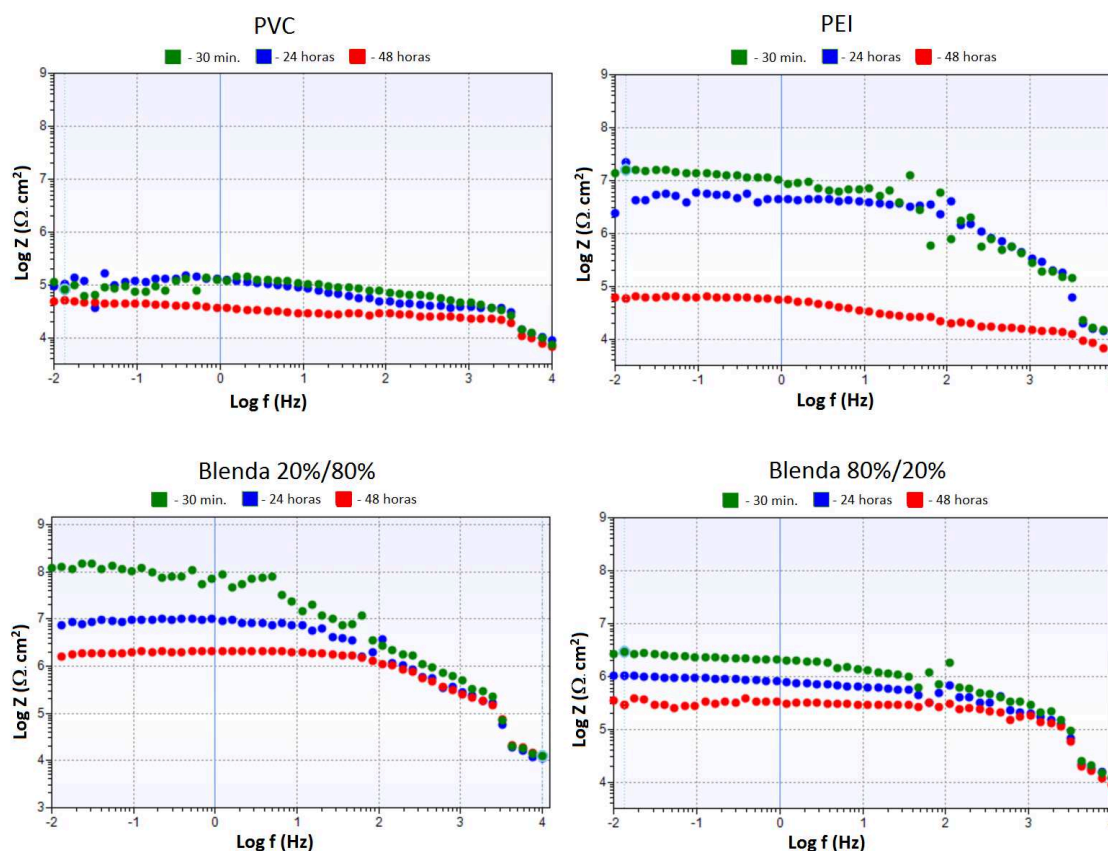 PVC
- 30 min. - 24 horas - 48 horas
9
8
7
6
5
4
Log Z (Ω. cm2)
-2 -1 0 1 2 3 4
Log f (Hz)
PEI
- 30 min. - 24 horas - 48 horas
9
8
7
6
5
4
Log Z (Ω. cm2)
-2 -1 0 1 2 3
Log f (Hz)
Blenda 20%/80%
- 30 min. - 24 horas - 48 horas
9
8
7
6
5
4
3
Log Z (Ω. cm2)
-2 -1 0 1 2 3 4
Log f (Hz)
Blenda 80%/20%
- 30 min. - 24 horas - 48 horas
9
8
7
6
5
4
Log Z (Ω. cm2)
-2 -1 0 1 2 3
Log f (Hz)